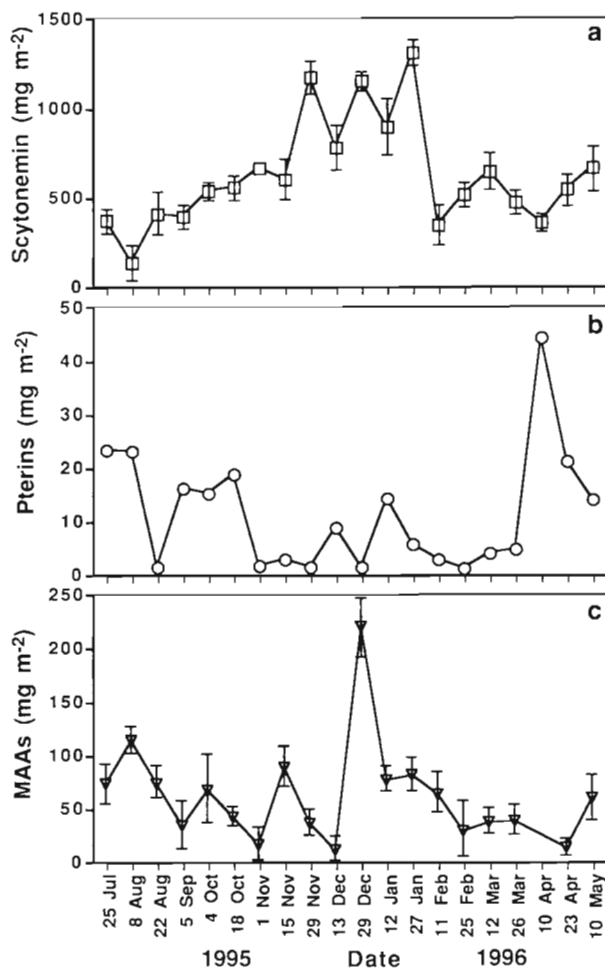 a
Scytonemin (mg m-2)
1500
1000
500
0
b
Pterins (mg m-2)
50
40
30
20
10
0
c
MAAs (mg m-2)
250
200
150
100
50
0
25 Jul
8 Aug
22 Aug
5 Sep
4 Oct
18 Oct
1 Nov
15 Nov
29 Nov
13 Dec
29 Dec
12 Jan
27 Jan
11 Feb
25 Feb
12 Mar
26 Mar
10 Apr
23 Apr
10 May
1995 Date 1996